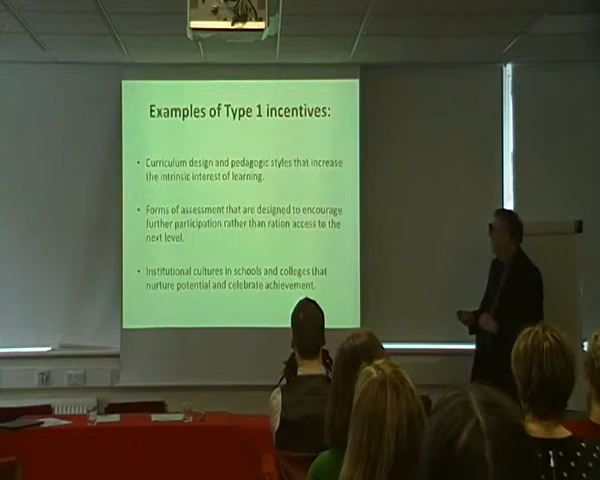 Examples of Type 1 incentives:
• Curriculum design and pedagogic styles that increase
the intrinsic interest of learning.
• Forms of assessment that are designed to encourage
further participation rather than ration access to the
next level.
• Institutional cultures in schools and colleges that
nurture potential and celebrate achievement.